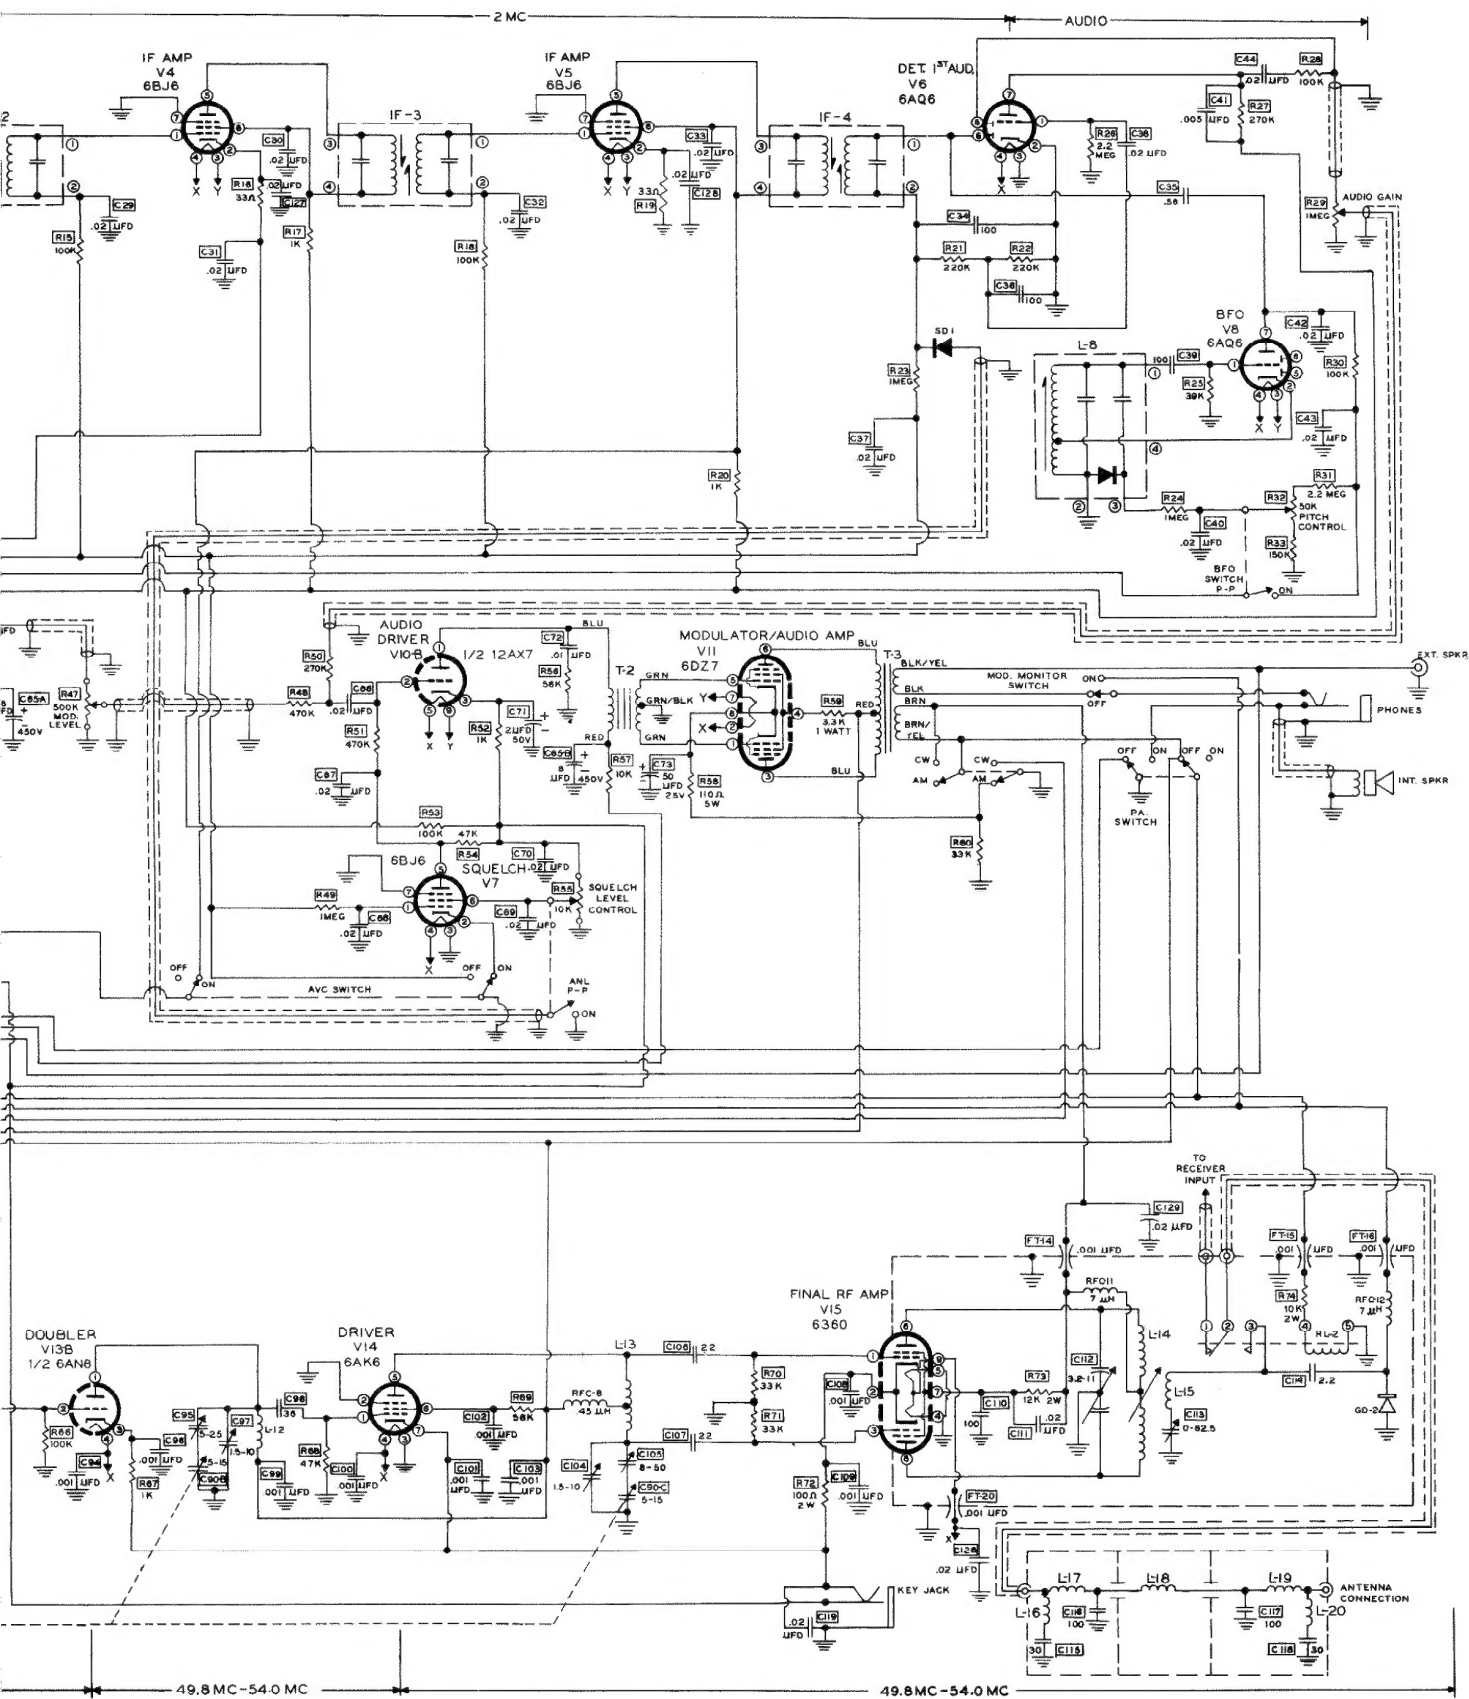 2 MC
AUDIO
IF AMP
V4
6BJ6
IF AMP
V5
6BJ6
DET. 1ST AUD.
V6
6AQ6
IF-3
IF-4
C29
.02 µFD
R15
100K
R16
33Ω
C30
.02 µFD
.02 µFD
C127
C31
.02 µFD
R17
1K
C32
.02 µFD
R18
100K
C33
.02 µFD
.02 µFD
C128
33Ω
R19
R20
1K
C34
100
R21
220K
R22
220K
C36
100
R26
2.2
MEG
C38
.02 µFD
C35
.56
C41
.005 µFD
C44
.02 µFD
R28
100K
R27
270K
R29
1MEG
AUDIO GAIN
SD1
R23
1MEG
C37
.02 µFD
L-8
100
C39
R25
39K
BFO
V8
6AQ6
C42
.02 µFD
R30
100K
C43
.02 µFD
R24
1MEG
C40
.02 µFD
R31
2.2 MEG
R32
50K
PITCH
CONTROL
R33
150K
BFO
SWITCH
P-P
ON
C65A
450V
R47
500K
MOD.
LEVEL
AUDIO
DRIVER
V10-B
1/2 12AX7
R50
270K
R48
470K
C66
.02 µFD
R51
470K
C67
.02 µFD
R52
1K
C71
2µFD
50V
C72
.01 µFD
R56
56K
BLU
T-2
RED
C65B
8
µFD 450V
R57
10K
GRN
GRN/BLK
GRN
C73
50
µFD
25V
R58
110Ω
5W
MODULATOR/AUDIO AMP
V11
6DZ7
BLU
BLU
R59
3.3K
1 WATT
RED
T-3
BLK/YEL
BLK
BRN
BRN/
YEL
MOD. MONITOR
SWITCH
ON
OFF
CW
AM
CW
AM
R60
33K
OFF ON OFF ON
PA.
SWITCH
EXT. SPKR
PHONES
INT. SPKR
R53
100K
47K
R54
C70
.02 µFD
6BJ6
SQUELCH
V7
R49
1MEG
C68
.02 µFD
C69
.02 µFD
R55
10K
SQUELCH
LEVEL
CONTROL
OFF
ON
AVC SWITCH
OFF
ON
ANL
P-P
ON
TO
RECEIVER
INPUT
C129
.02 µFD
FT-14
.001 µFD
FT-15
.001 µFD
FT-16
.001 µFD
FINAL RF AMP
V15
6360
7 µH
R74
10K
2W
RFC-12
7µH
RL-2
DOUBLER
V13B
1/2 6AN8
DRIVER
V14
6AK6
R66
100K
C94
.001 µFD
R67
1K
C96
.001 µFD
C95
5-25
C97
1.5-10
5-15
C90B
L-12
C99
.001 µFD
C98
36
R68
47K
C100
.001 µFD
C101
.001
µFD
C102
.001 µFD
C103
.001
µFD
R69
56K
RFC-8
.45 µH
L-13
C106
22
C107
22
C104
1.5-10
C105
8-50
C90-C
5-15
R70
33K
R71
33K
C108
.001 µFD
C109
.001 µFD
R72
100Ω
2W
C110
100
R73
12K 2W
C111
.02
µFD
C112
3.2-11
L-14
L-15
C113
C114
2.2
GD-2
FT-20
.001 µFD
.02 µFD
KEY JACK
.02
µFD
C119
L-16
30
C115
L-17
C116
100
L-18
C117
100
L-19
L-20
C118
30
ANTENNA
CONNECTION
49.8 MC-54.0 MC
49.8 MC-54.0 MC